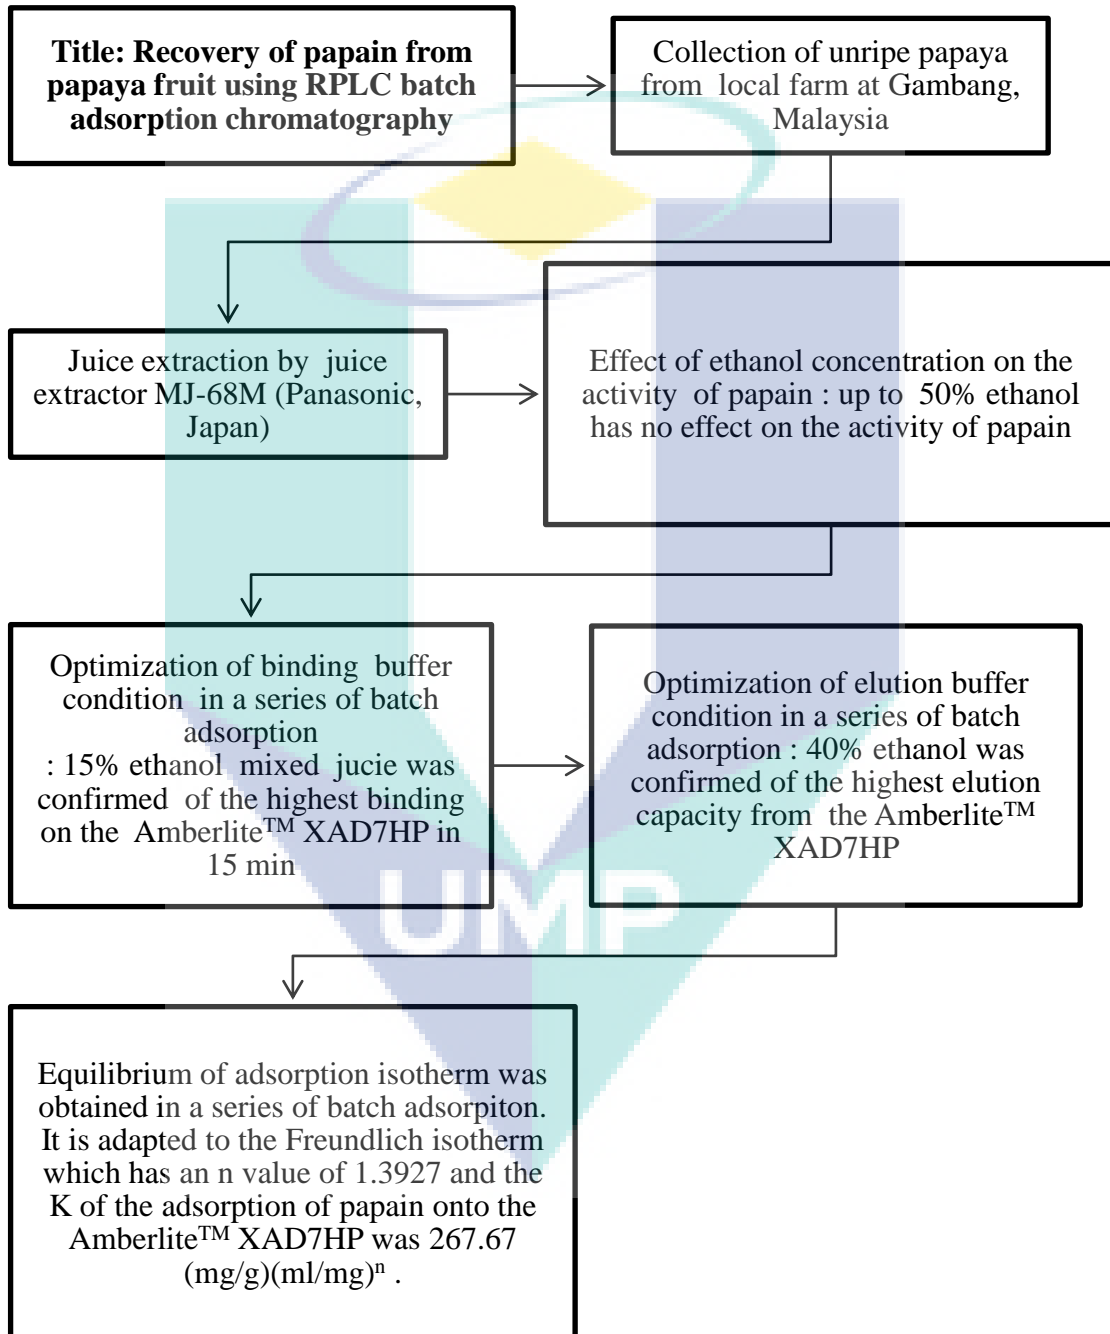 Title: Recovery of papain from
papaya fruit using RPLC batch
adsorption chromatography
Collection of unripe papaya
from local farm at Gambang,
Malaysia
Juice extraction by juice
extractor MJ-68M (Panasonic,
Japan)
Effect of ethanol concentration on the
activity of papain : up to 50% ethanol
has no effect on the activity of papain
Optimization of binding buffer
condition in a series of batch
adsorption
: 15% ethanol mixed jucie was
confirmed of the highest binding
on the Amberlite™ XAD7HP in
15 min
Optimization of elution buffer
condition in a series of batch
adsorption : 40% ethanol was
confirmed of the highest elution
capacity from the Amberlite™
XAD7HP
UMP
Equilibrium of adsorption isotherm was
obtained in a series of batch adsorpiton.
It is adapted to the Freundlich isotherm
which has an n value of 1.3927 and the
K of the adsorption of papain onto the
Amberlite™ XAD7HP was 267.67
(mg/g)(ml/mg)ⁿ .